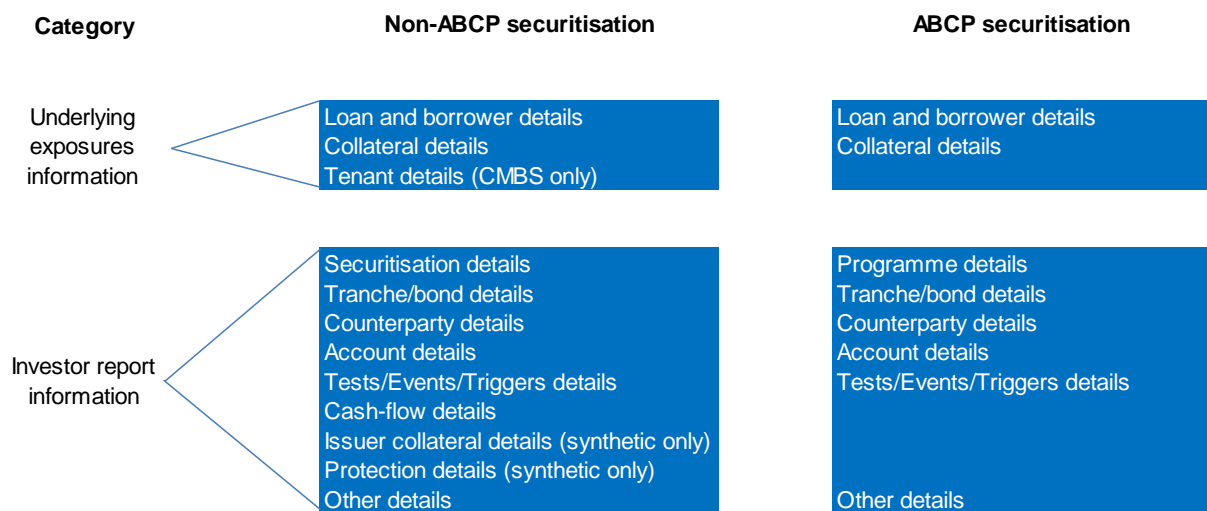 Category
Non-ABCP securitisation
ABCP securitisation
Underlying
exposures
information
Loan and borrower details
Collateral details
Tenant details (CMBS only)
Loan and borrower details
Collateral details
Investor report
information
Securitisation details
Tranche/bond details
Counterparty details
Account details
Tests/Events/Triggers details
Cash-flow details
Issuer collateral details (synthetic only)
Protection details (synthetic only)
Other details
Programme details
Tranche/bond details
Counterparty details
Account details
Tests/Events/Triggers details
Other details